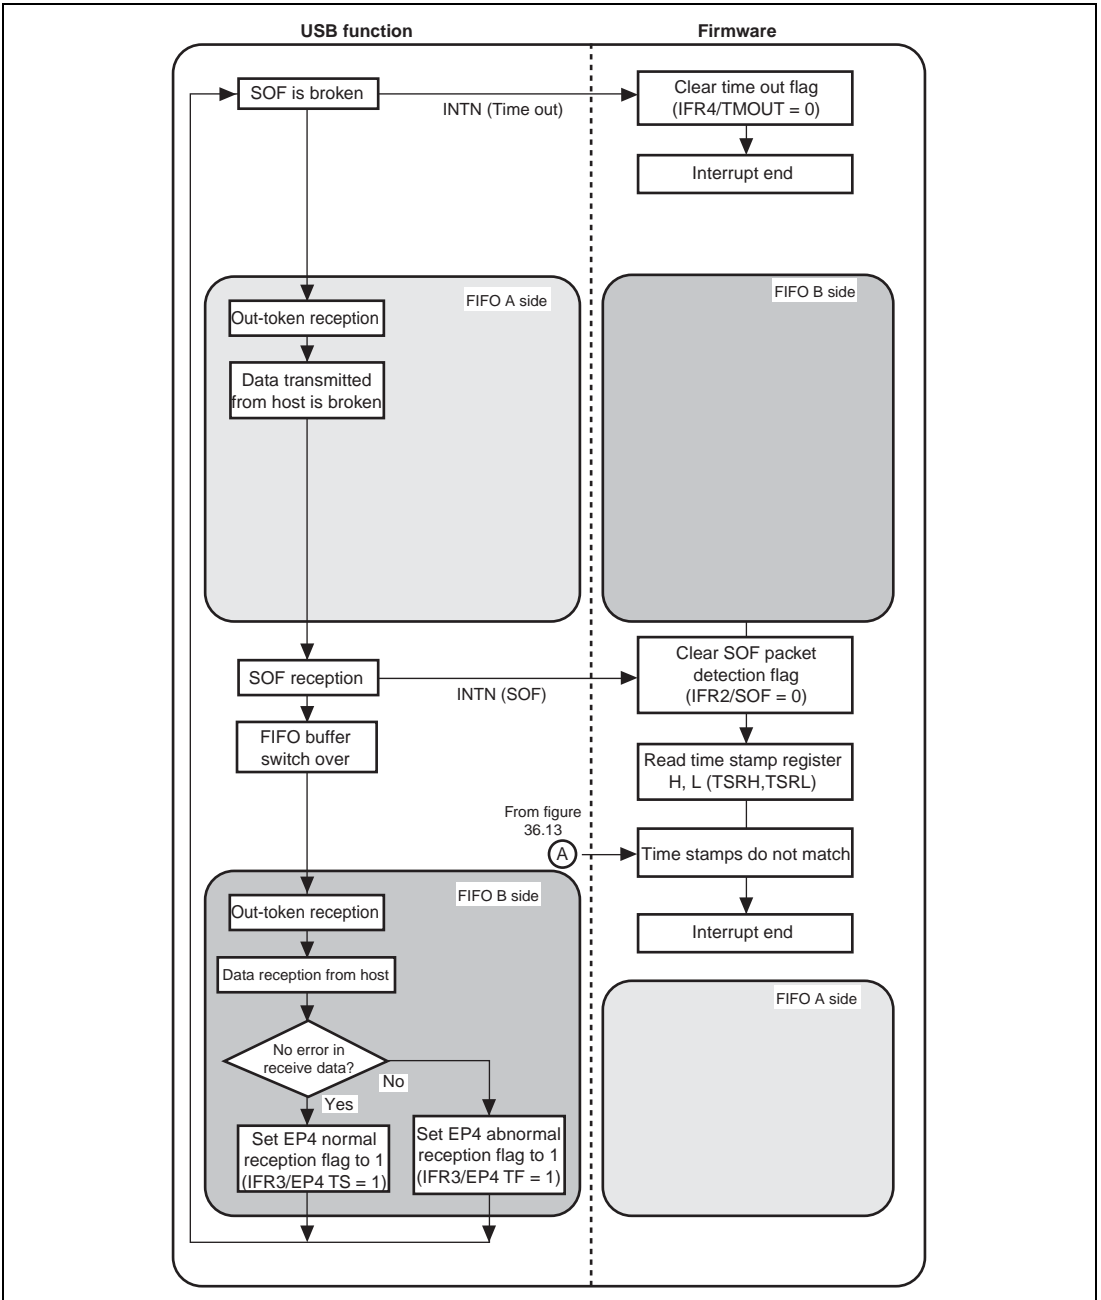 USB function
Firmware
SOF is broken
INTN (Time out)
Clear time out flag
(IFR4/TMOUT = 0)
Interrupt end
FIFO A side
FIFO B side
Out-token reception
Data transmitted
from host is broken
SOF reception
INTN (SOF)
Clear SOF packet
detection flag
(IFR2/SOF = 0)
FIFO buffer
switch over
Read time stamp register
H, L (TSRH,TSRL)
From figure
36.13
A
Time stamps do not match
FIFO B side
Out-token reception
Interrupt end
Data reception from host
FIFO A side
No error in
receive data?
No
Yes
Set EP4 normal
reception flag to 1
(IFR3/EP4 TS = 1)
Set EP4 abnormal
reception flag to 1
(IFR3/EP4 TF = 1)